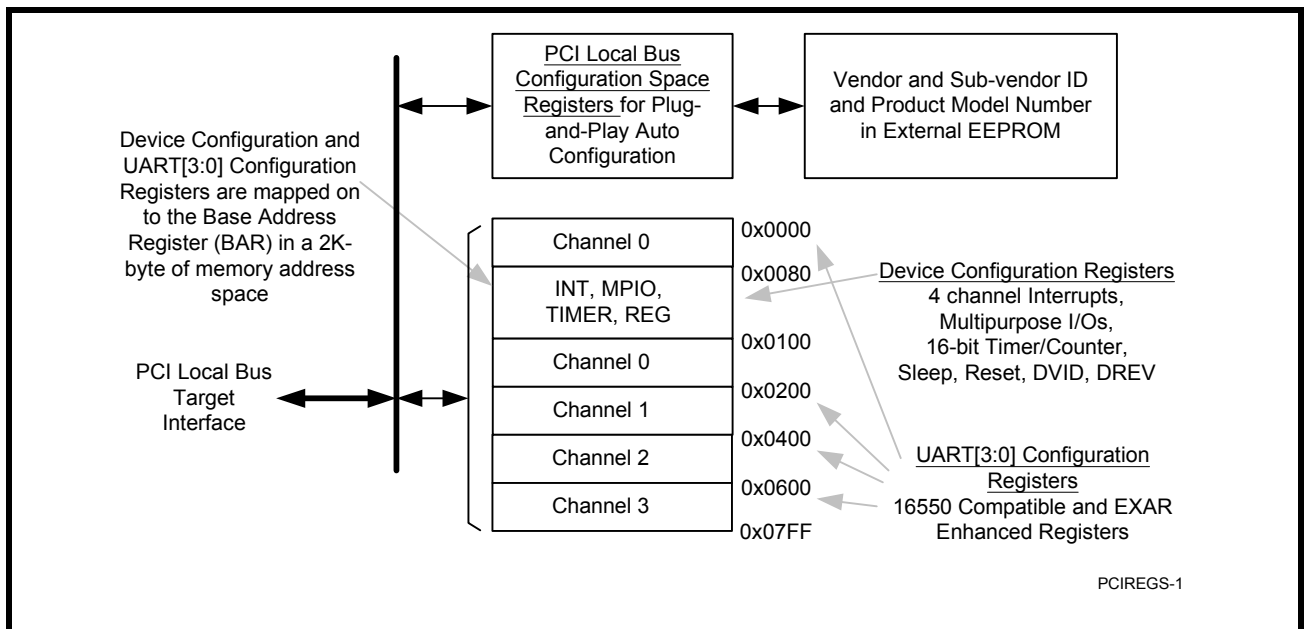 PCI Local Bus
Configuration Space
Registers for Plug-
and-Play Auto
Configuration
Vendor and Sub-vendor ID
and Product Model Number
in External EEPROM
Device Configuration and
UART[3:0] Configuration
Registers are mapped on
to the Base Address
Register (BAR) in a 2K-
byte of memory address
space
PCI Local Bus
Target
Interface
Channel 0
INT, MPIO,
TIMER, REG
Channel 0
Channel 1
Channel 2
Channel 3
0x0000
0x0080
0x0100
0x0200
0x0400
0x0600
0x07FF
Device Configuration Registers
4 channel Interrupts,
Multipurpose I/Os,
16-bit Timer/Counter,
Sleep, Reset, DVID, DREV
UART[3:0] Configuration
Registers
16550 Compatible and EXAR
Enhanced Registers
PCIREGS-1